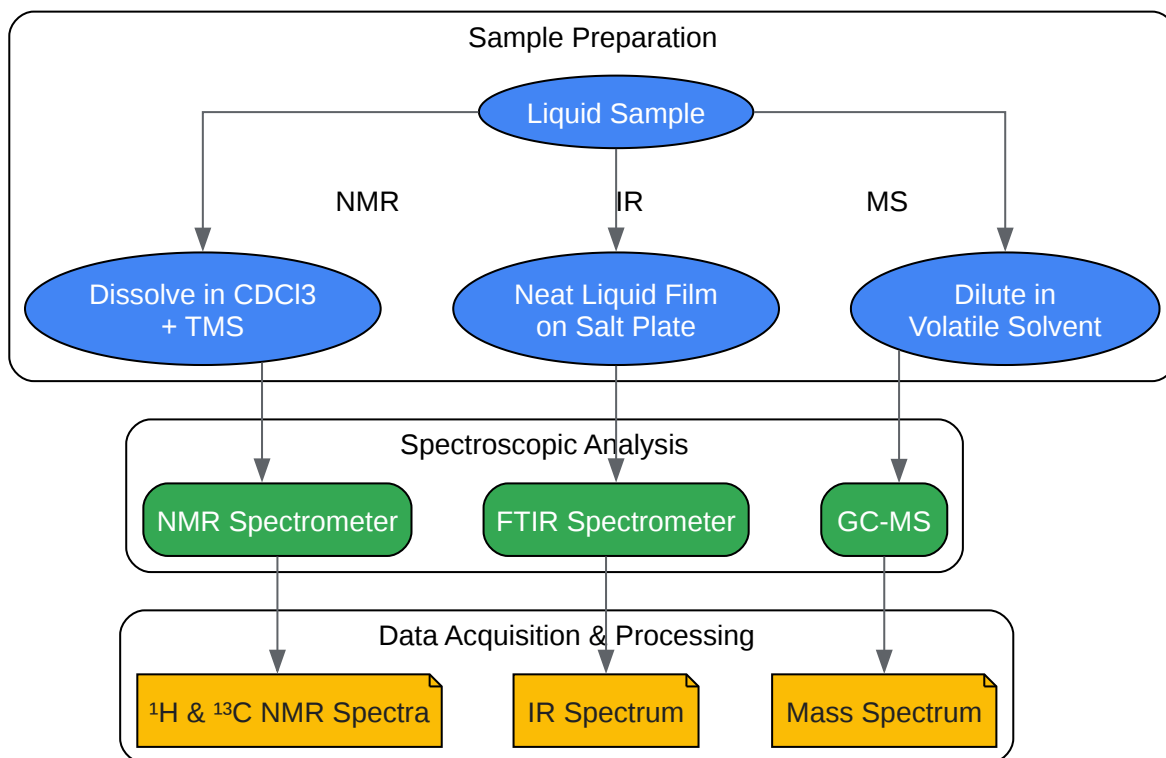 Sample Preparation
Liquid Sample
NMR
IR
MS
Dissolve in CDCl3
+ TMS
Neat Liquid Film
on Salt Plate
Dilute in
Volatile Solvent
Spectroscopic Analysis
NMR Spectrometer
FTIR Spectrometer
GC-MS
Data Acquisition & Processing
¹H & ¹³C NMR Spectra
IR Spectrum
Mass Spectrum